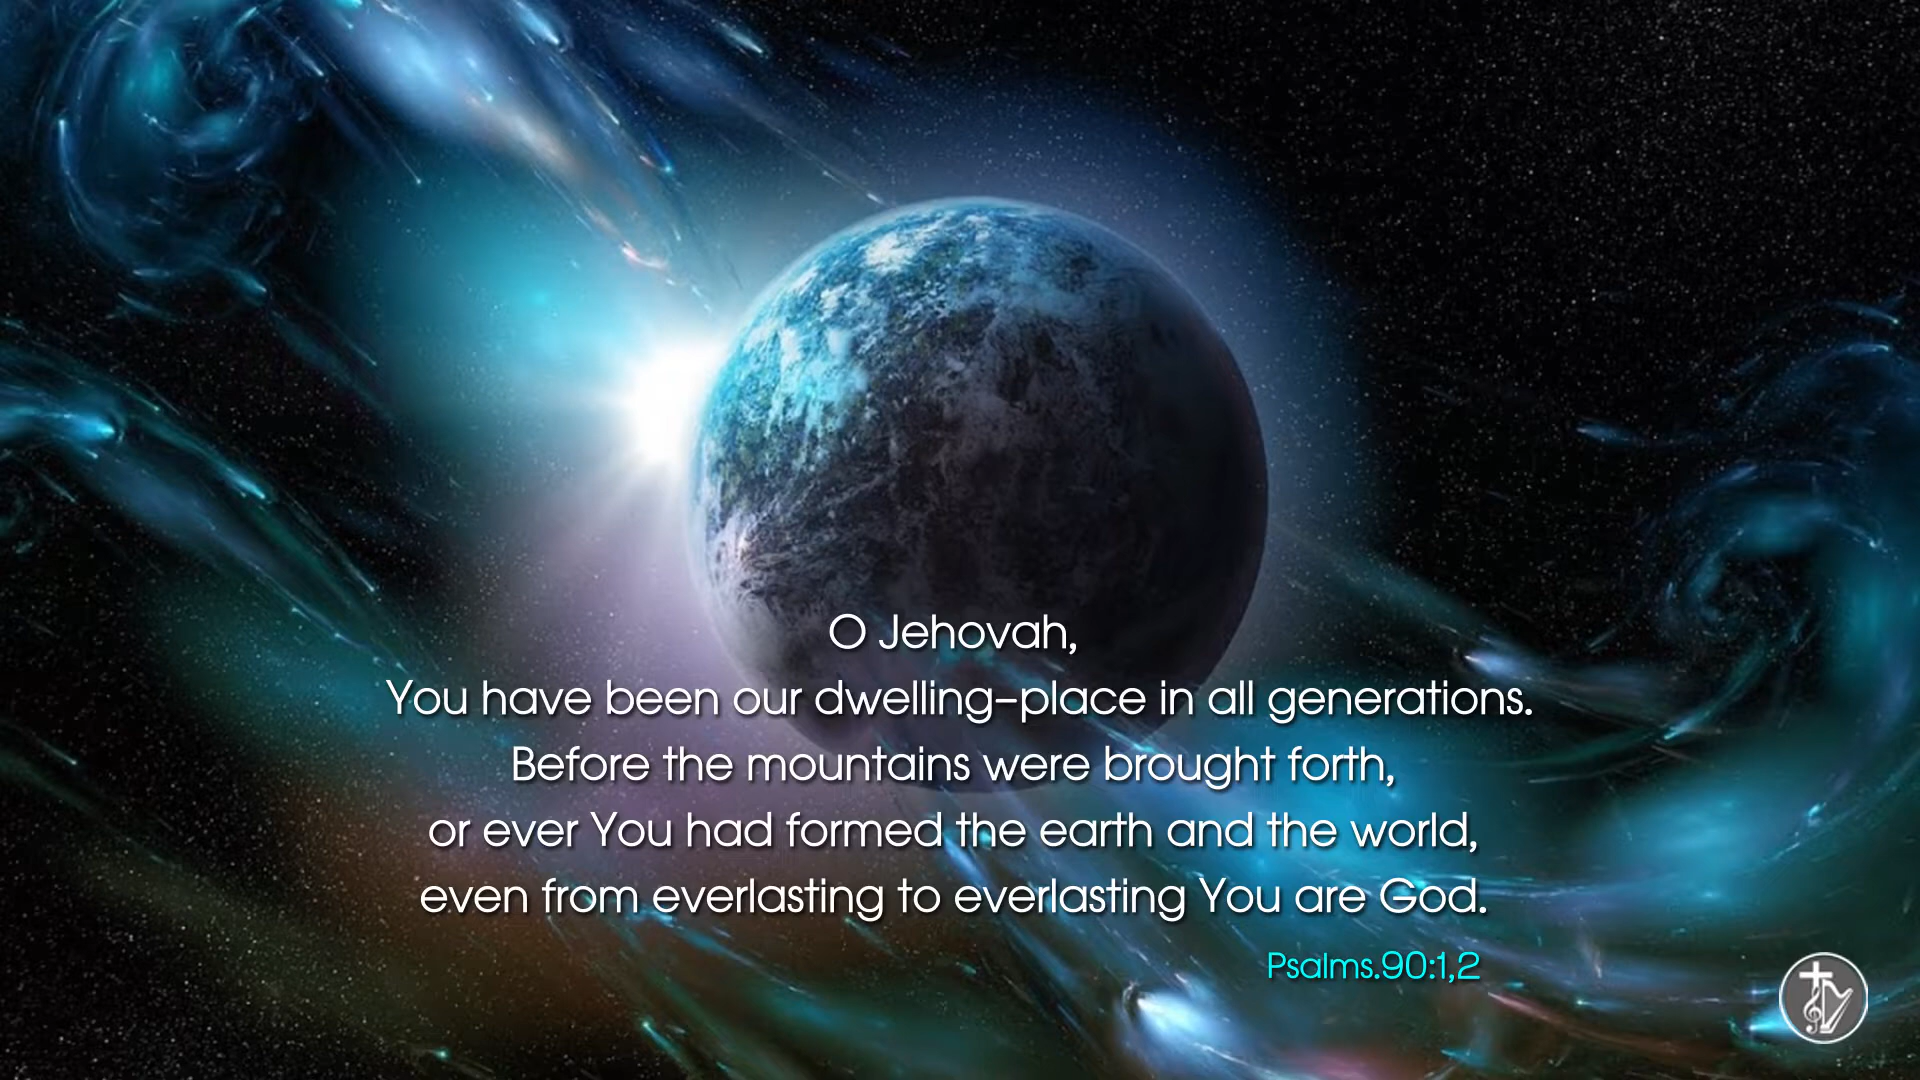 O Jehovah,
You have been our dwelling-place in all generations.
Before the mountains were brought forth,
or ever You had formed the earth and the world,
even from everlasting to everlasting You are God.
Psalms.90:1,2